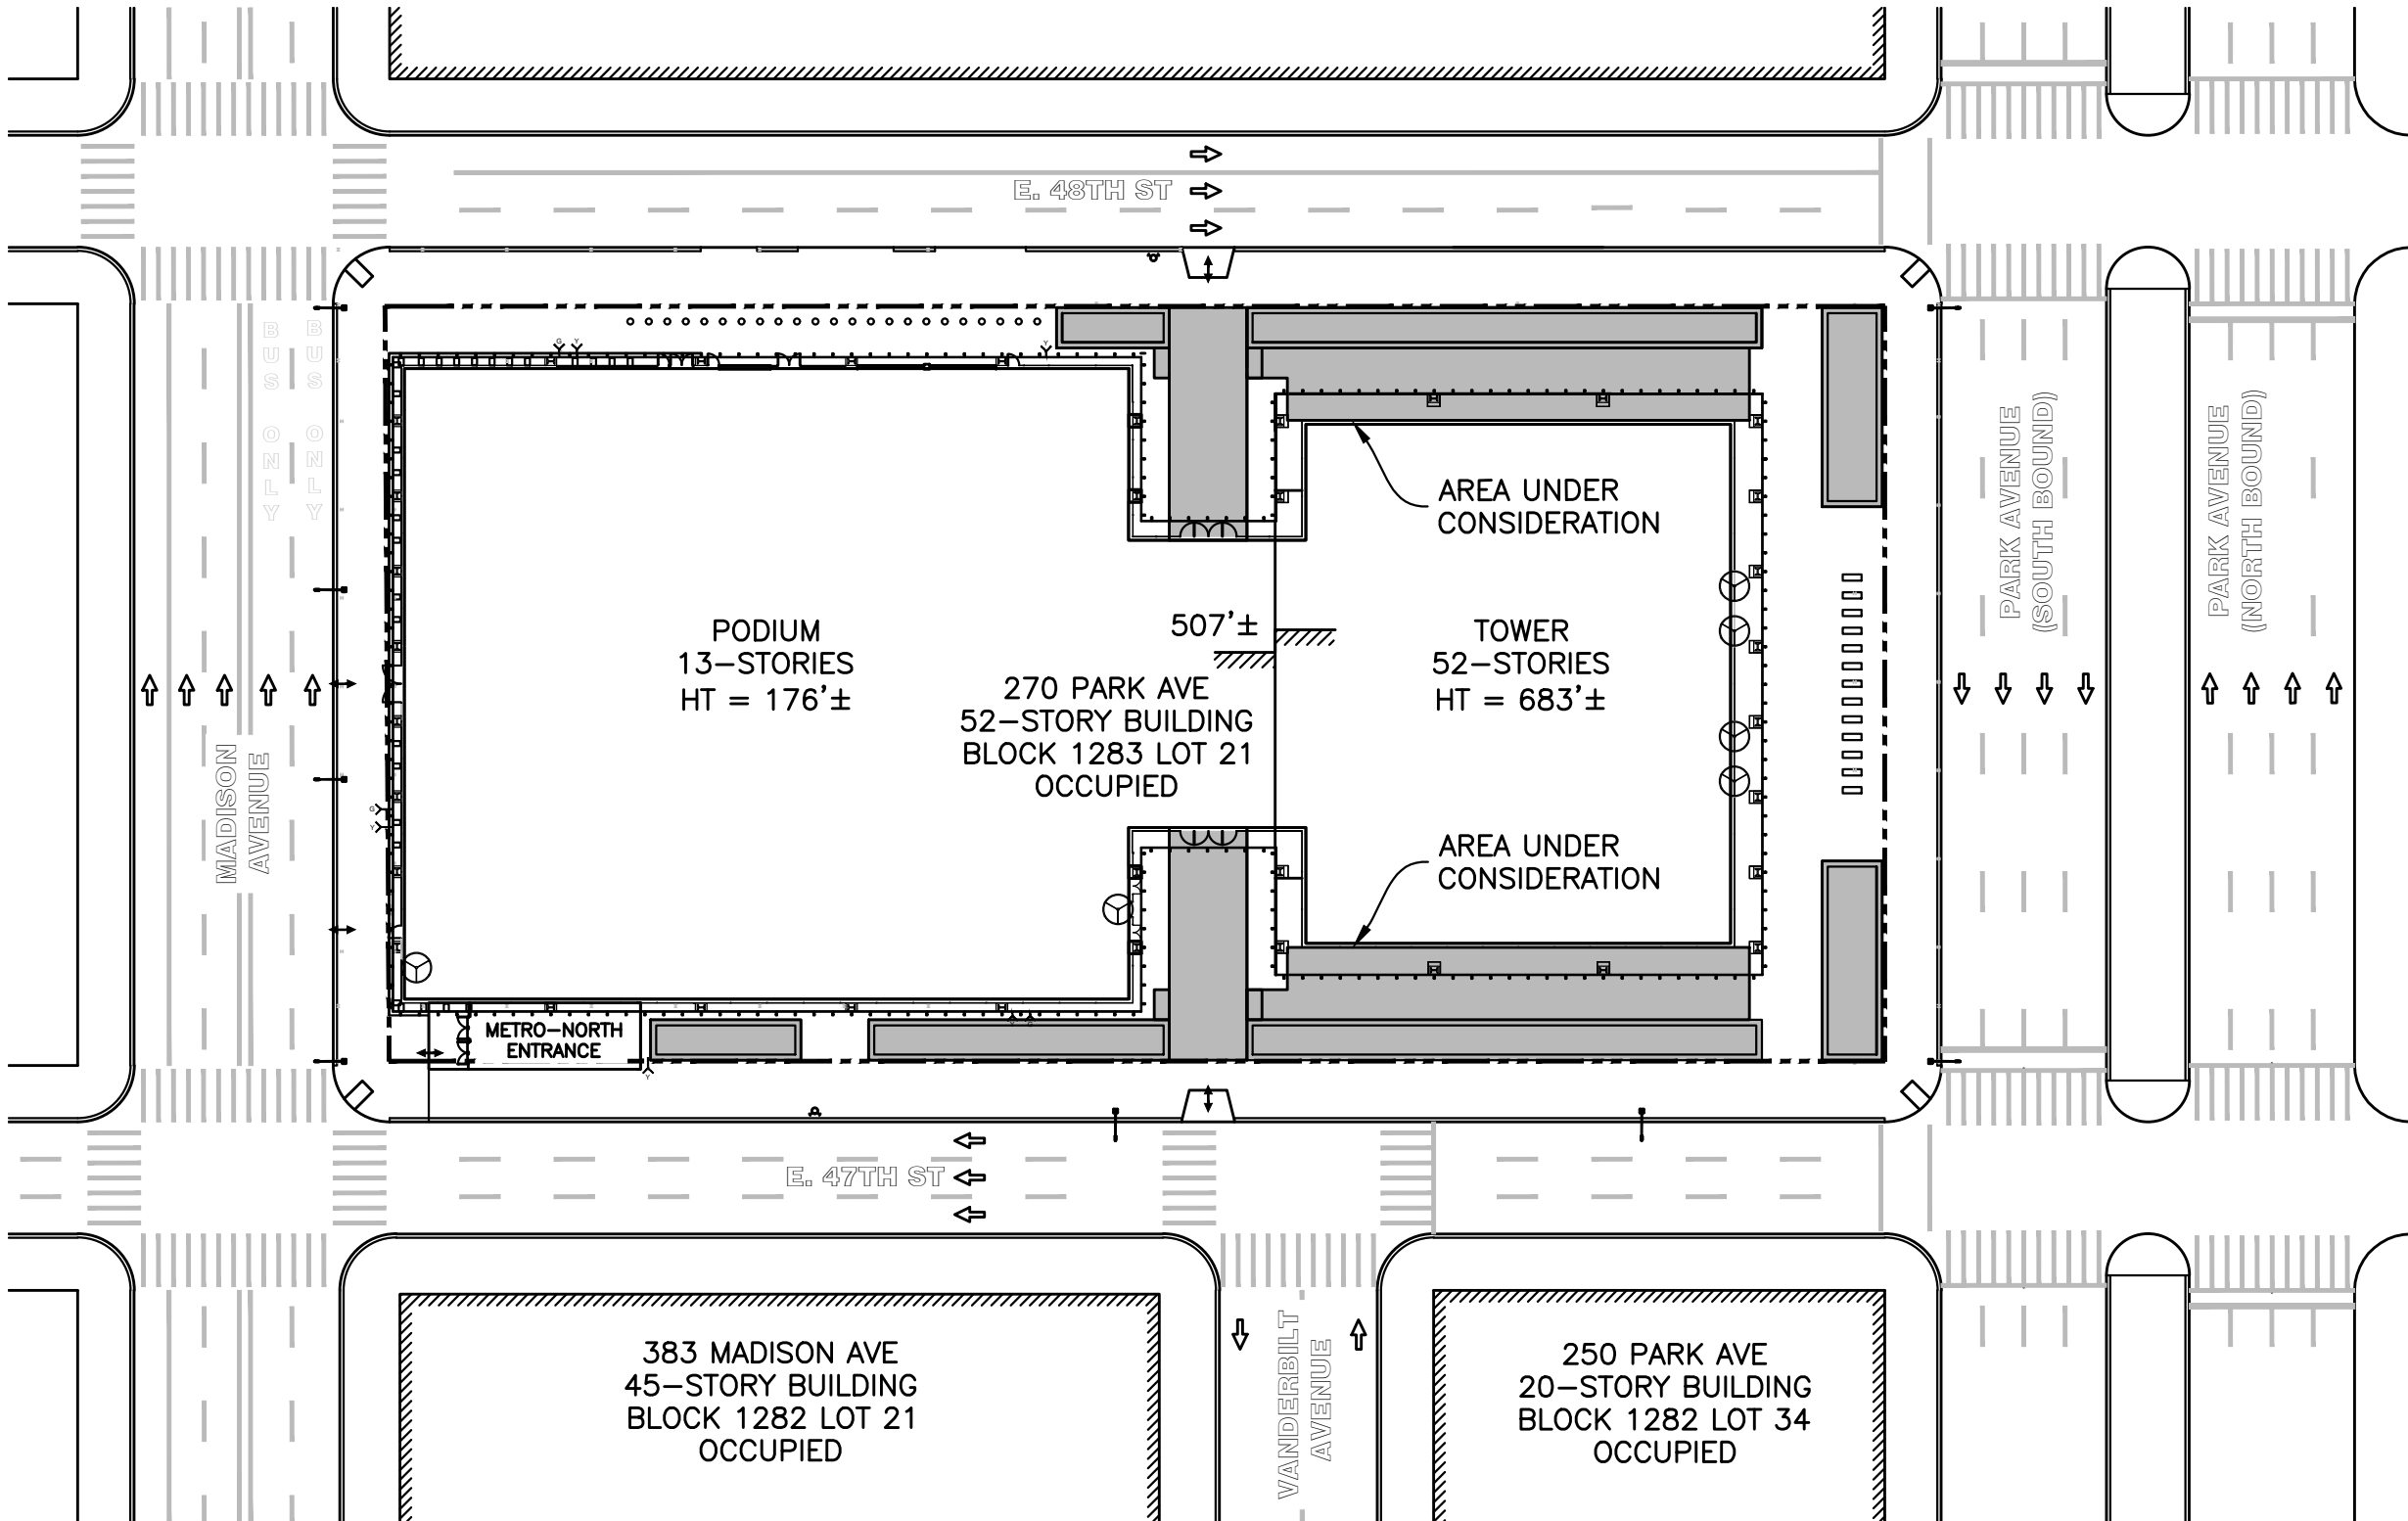 E. 48TH ST
BUS ONLY
BUS ONLY
AREA UNDER
CONSIDERATION
PARK AVENUE
(SOUTH BOUND)
PARK AVENUE
(NORTH BOUND)
PODIUM
13-STORIES
HT = 176'±
507'±
TOWER
52-STORIES
HT = 683'±
270 PARK AVE
52-STORY BUILDING
BLOCK 1283 LOT 21
OCCUPIED
MADISON
AVENUE
AREA UNDER
CONSIDERATION
METRO-NORTH
ENTRANCE
E. 47TH ST
383 MADISON AVE
45-STORY BUILDING
BLOCK 1282 LOT 21
OCCUPIED
VANDERBILT
AVENUE
250 PARK AVE
20-STORY BUILDING
BLOCK 1282 LOT 34
OCCUPIED